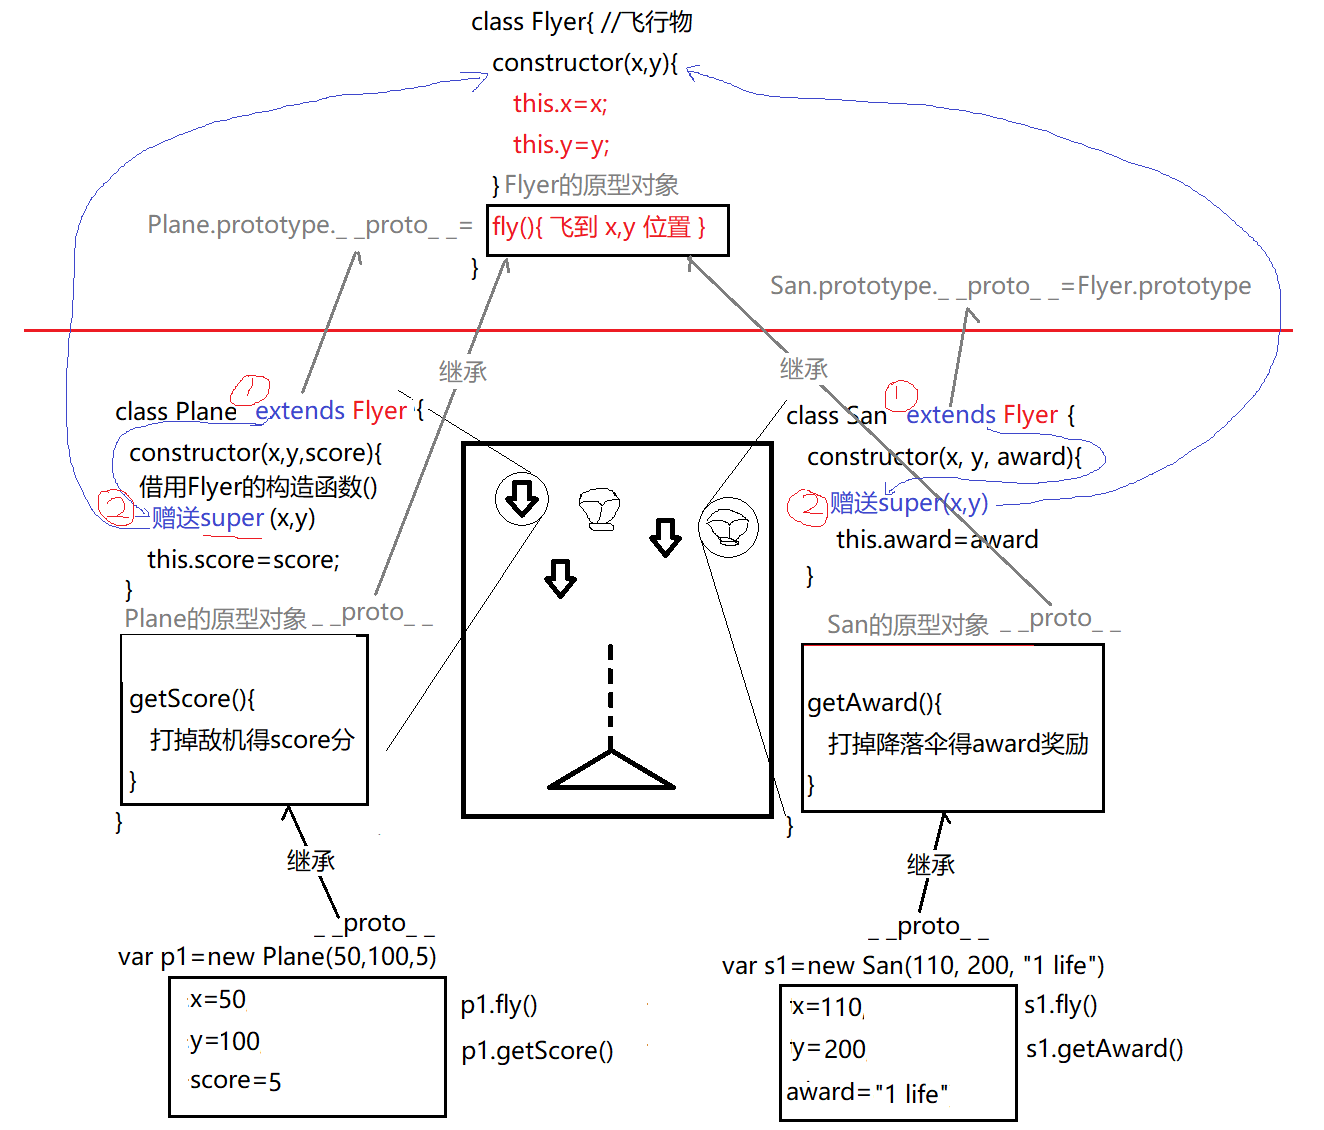 class Flyer{ //飞行物
constructor(x,y){
this.x=x;
this.y=y;
} Flyer的原型对象
Plane.prototype._ _proto_ _=
fly(){ 飞到 x,y 位置 }
}
San.prototype._ _proto_ _=Flyer.prototype
继承
继承
①
class Plane extends Flyer {
constructor(x,y,score){
借用Flyer的构造函数()
② 赠送super (x,y)
this.score=score;
}
Plane的原型对象 _ _proto_ _
getScore(){
打掉敌机得score分
}
}
①
class San extends Flyer {
constructor(x, y, award){
② 赠送super(x,y)
this.award=award
}
San的原型对象 _ _proto_ _
getAward(){
打掉降落伞得award奖励
}
}
继承
_ _proto_ _
var p1=new Plane(50,100,5)
x=50,
y=100,
score=5
p1.fly()
p1.getScore()
继承
_ _proto_ _
var s1=new San(110, 200, "1 life")
x=110,
y=200
award="1 life"
s1.fly()
s1.getAward()